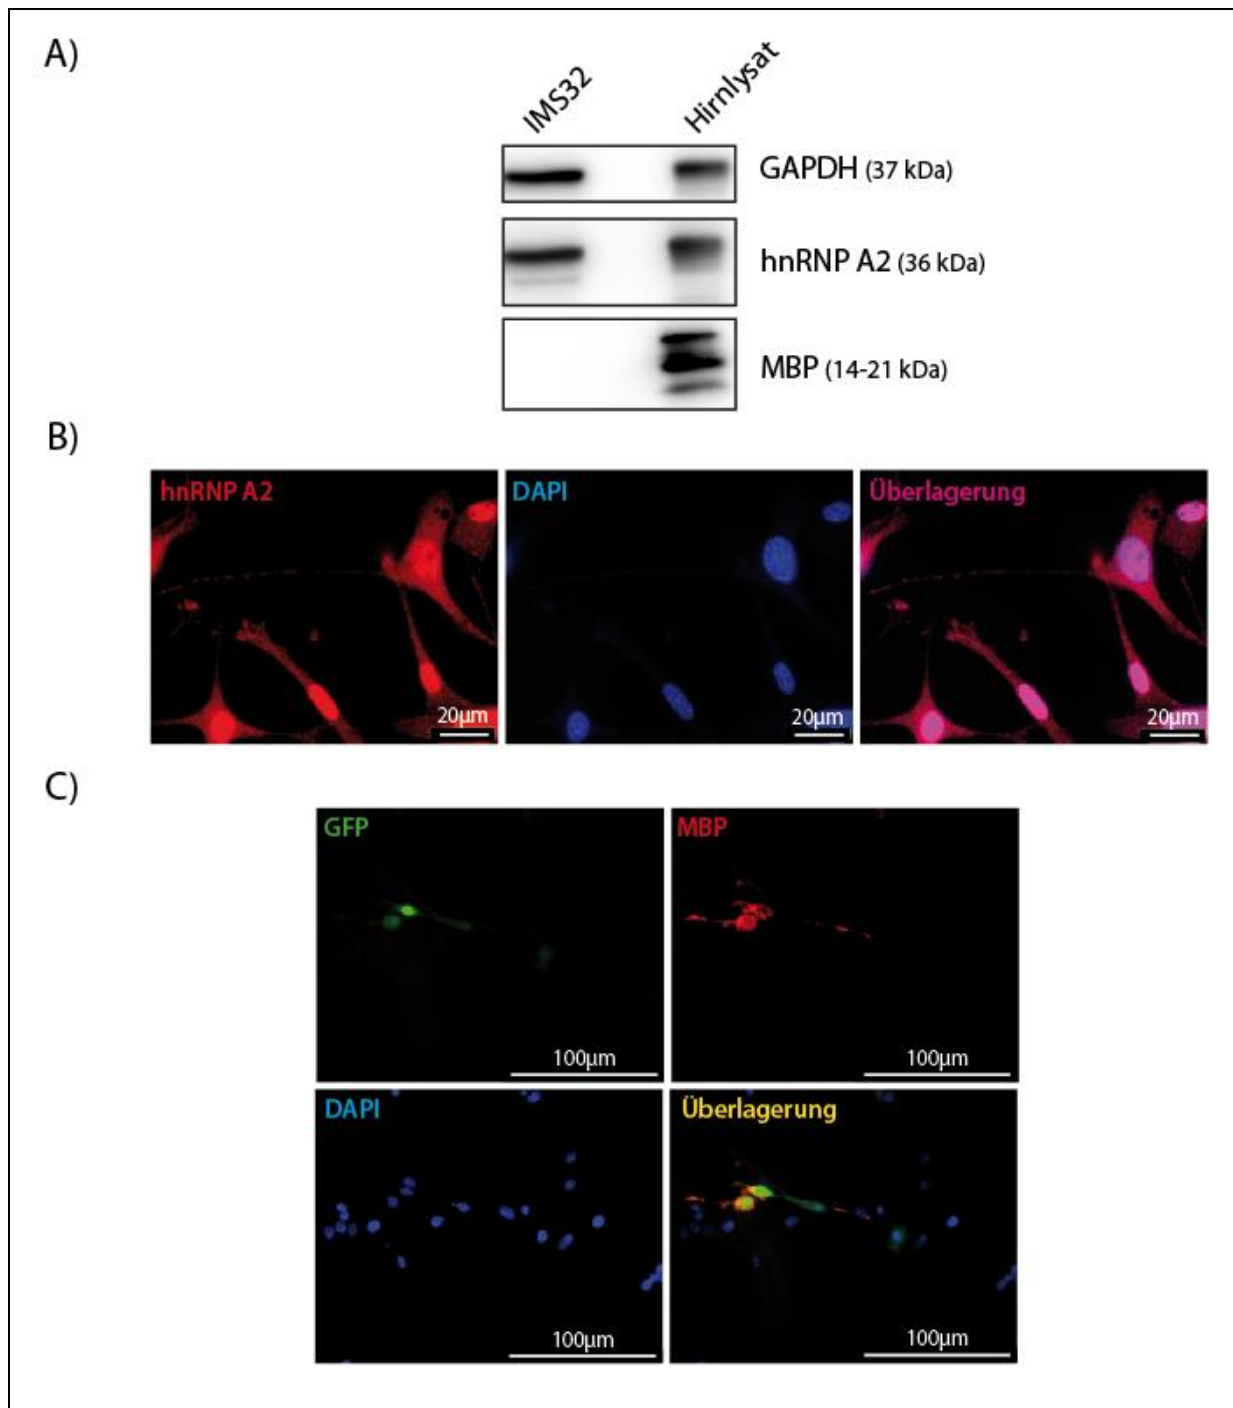 A)
IMS32
Hirnlysat
GAPDH (37 kDa)
hnRNP A2 (36 kDa)
MBP (14-21 kDa)
B)
hnRNP A2
DAPI
Überlagerung
20µm
20µm
20µm
C)
GFP
MBP
100µm
100µm
DAPI
Überlagerung
100µm
100µm